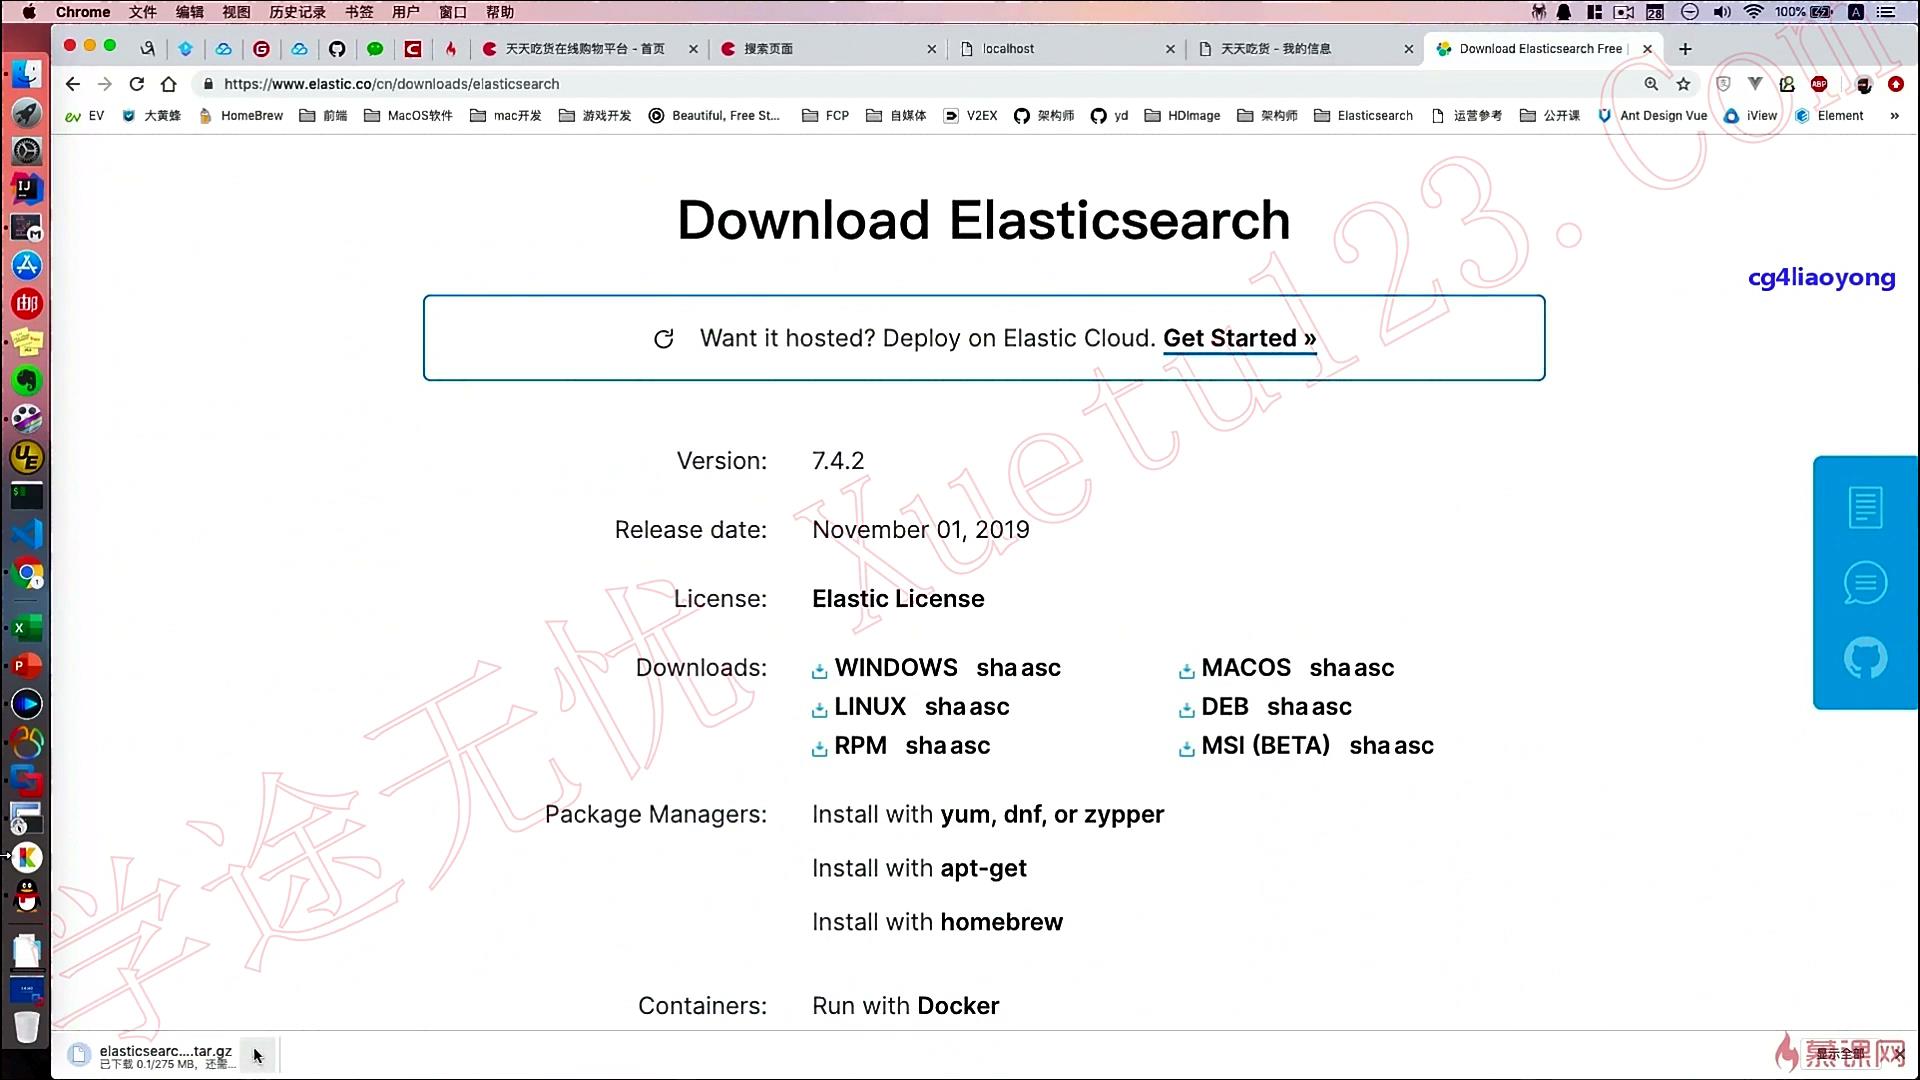 Chrome 文件 编辑 视图 历史记录 书签 用户 窗口 帮助 28 100% A
天天吃货在线购物平台 - 首页 搜索页面 localhost 天天吃货 - 我的信息 Download Elasticsearch Free
https://www.elastic.co/cn/downloads/elasticsearch
EV 大黄蜂 HomeBrew 前端 MacOS软件 mac开发 游戏开发 Beautiful, Free St... FCP 自媒体 V2EX 架构师 yd HDImage 架构师 Elasticsearch 运营参考 公开课 Ant Design Vue iView Element »
Download Elasticsearch
cg4liaoyong
Want it hosted? Deploy on Elastic Cloud. Get Started »
Version: 7.4.2
Release date: November 01, 2019
License: Elastic License
Downloads: WINDOWS sha asc MACOS sha asc
LINUX sha asc DEB sha asc
RPM sha asc MSI (BETA) sha asc
Package Managers: Install with yum, dnf, or zypper
Install with apt-get
Install with homebrew
Containers: Run with Docker
学途无忧 Xuetu123.Com
elasticsearc....tar.gz
已下载 0.1/275 MB，还需...
显示全部
慕课网